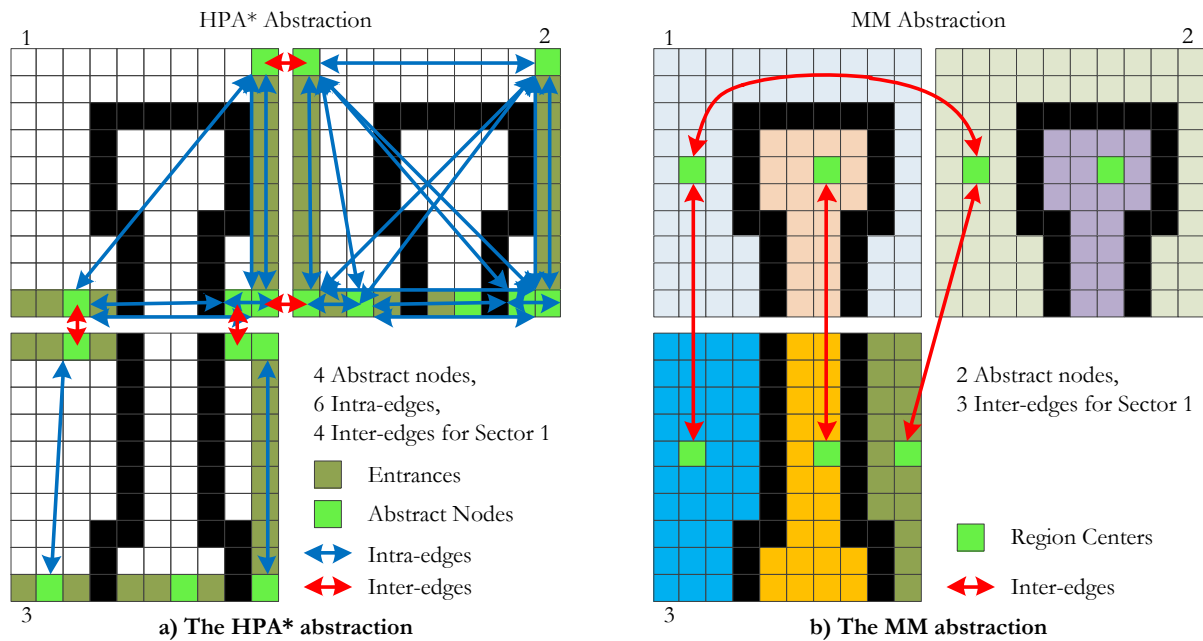 HPA* Abstraction
1
2
3
4 Abstract nodes,
6 Intra-edges,
4 Inter-edges for Sector 1
Entrances
Abstract Nodes
Intra-edges
Inter-edges
a) The HPA* abstraction
MM Abstraction
1
2
3
2 Abstract nodes,
3 Inter-edges for Sector 1
Region Centers
Inter-edges
b) The MM abstraction